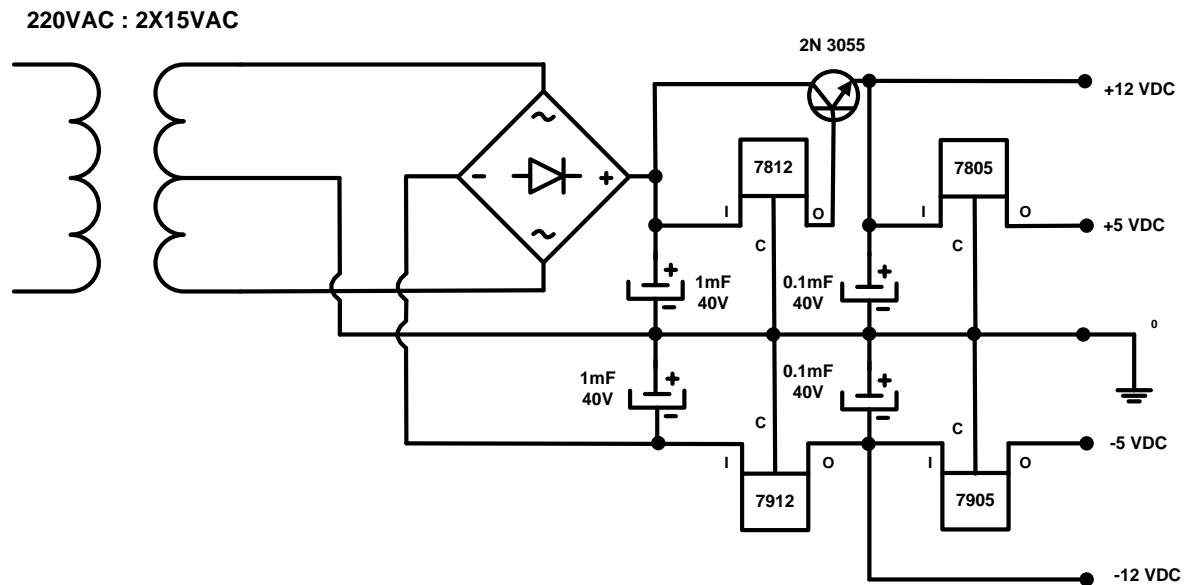 220VAC : 2X15VAC
2N 3055
+12 VDC
7812
7805
I
O
I
O
+5 VDC
C
C
1mF
40V
0.1mF
40V
0
1mF
40V
0.1mF
40V
C
C
-5 VDC
I
O
I
O
7912
7905
-12 VDC